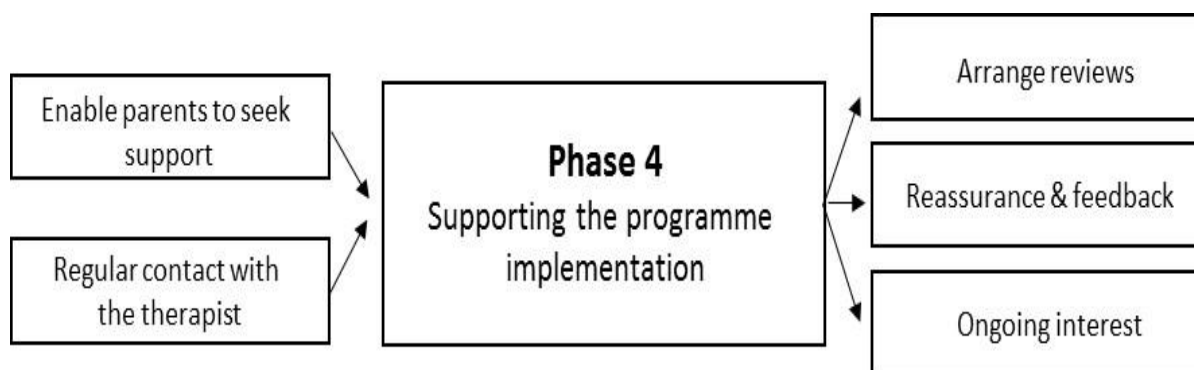 Enable parents to seek
support
Regular contact with
the therapist
Phase 4
Supporting the programme
implementation
Arrange reviews
Reassurance & feedback
Ongoing interest